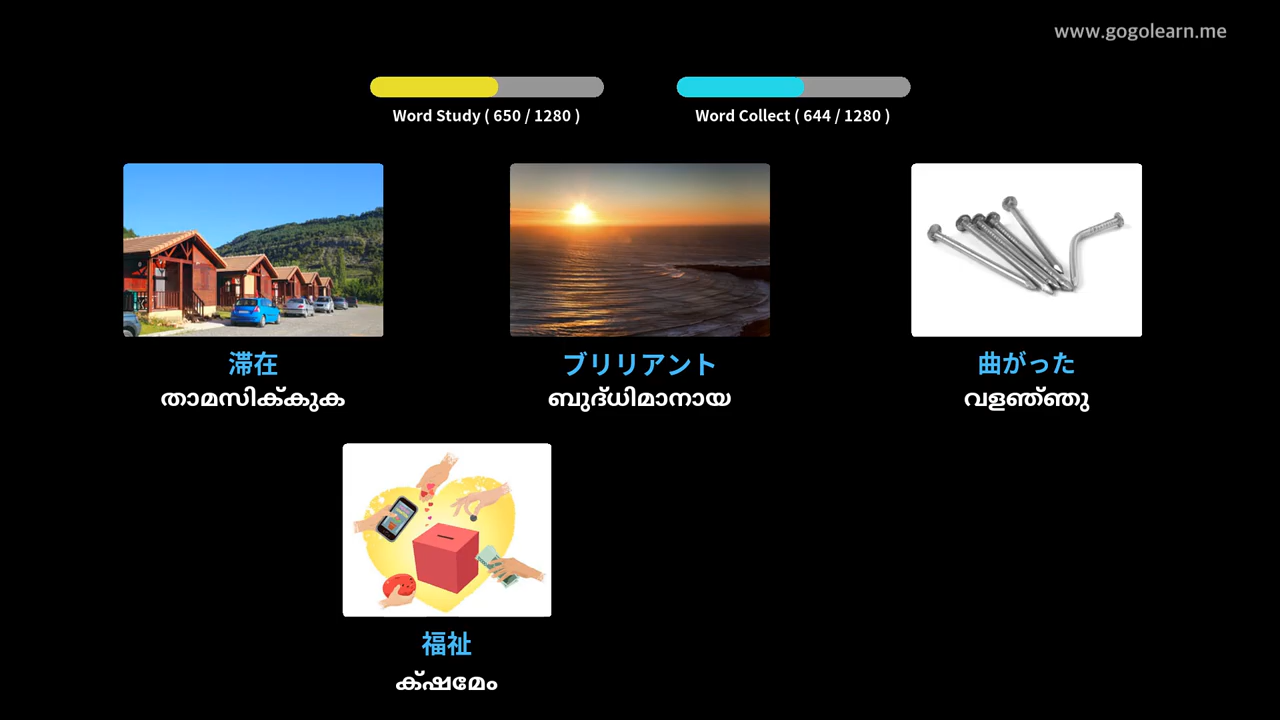 www.gogolearn.me
Word Study ( 650 / 1280 )
Word Collect ( 644 / 1280 )
滞在
താമസിക്കുക
ブリリアント
ബുദ്ധിമാനായ
曲がった
വളഞ്ഞു
福祉
ക്ഷമേം